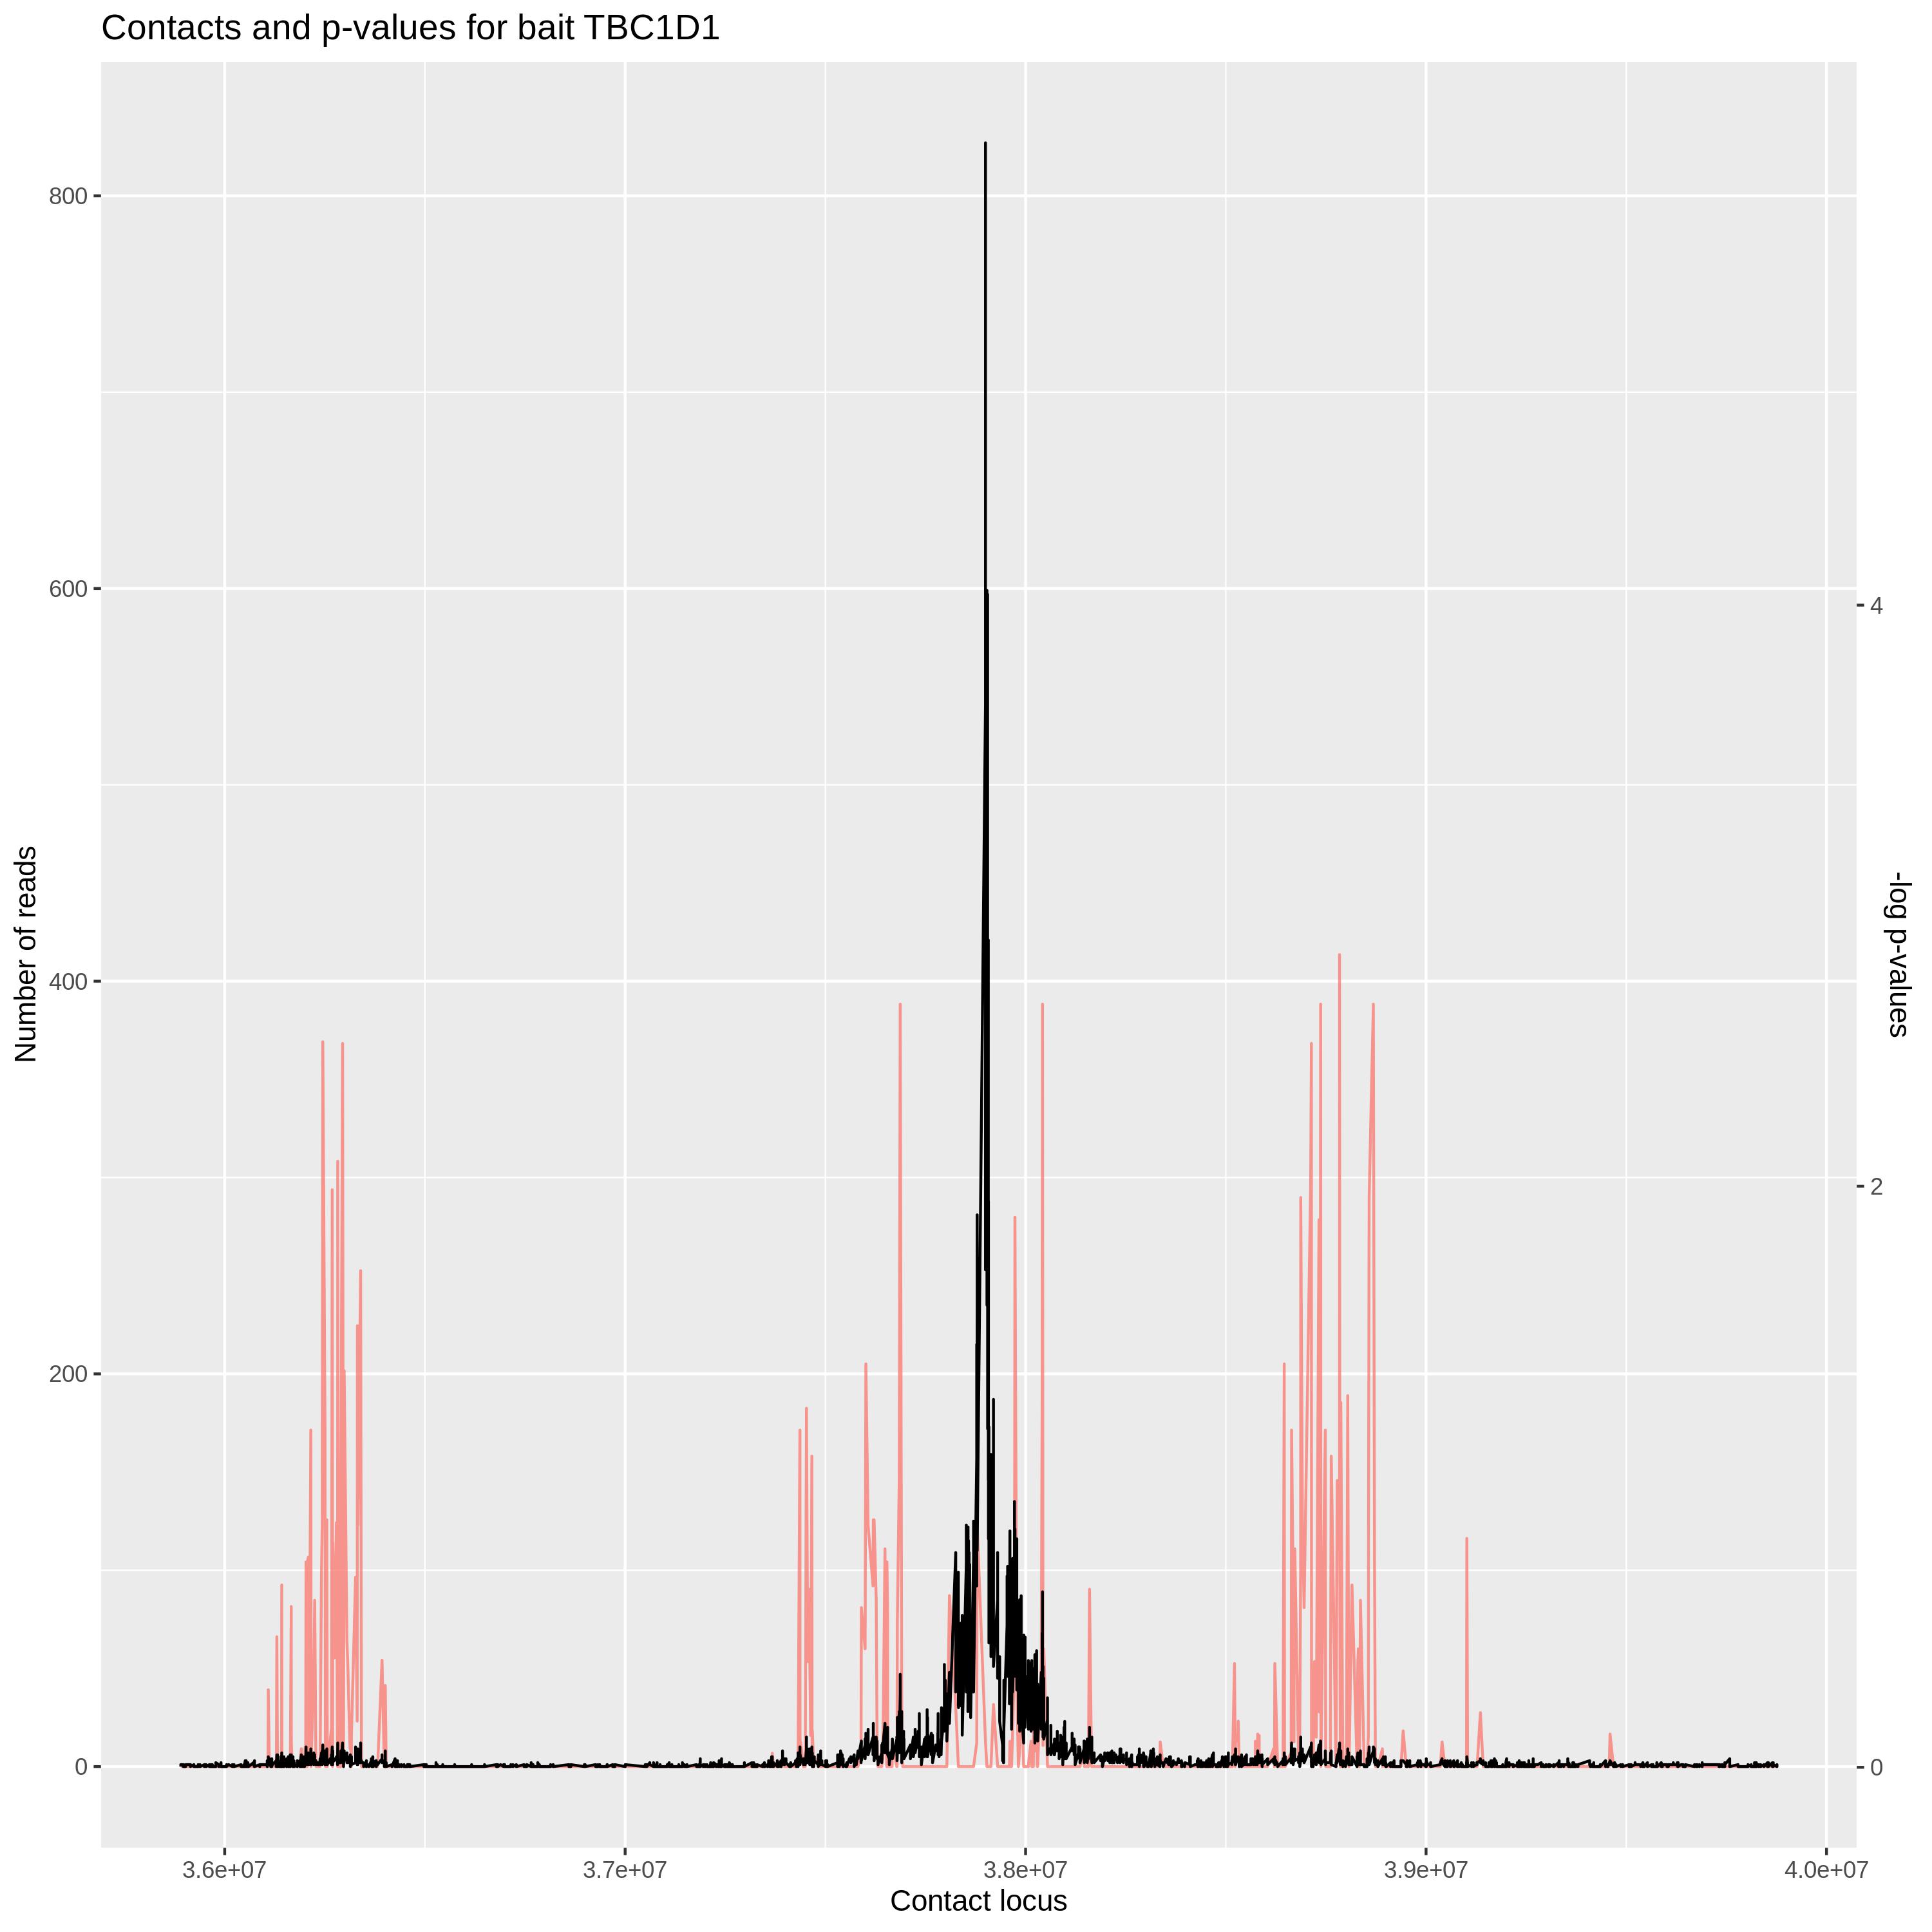 Contacts and p-values for bait TBC1D1
800
600
400
200
0
Number of reads
4
2
0
-log p-values
3.6e+07
3.7e+07
3.8e+07
3.9e+07
4.0e+07
Contact locus